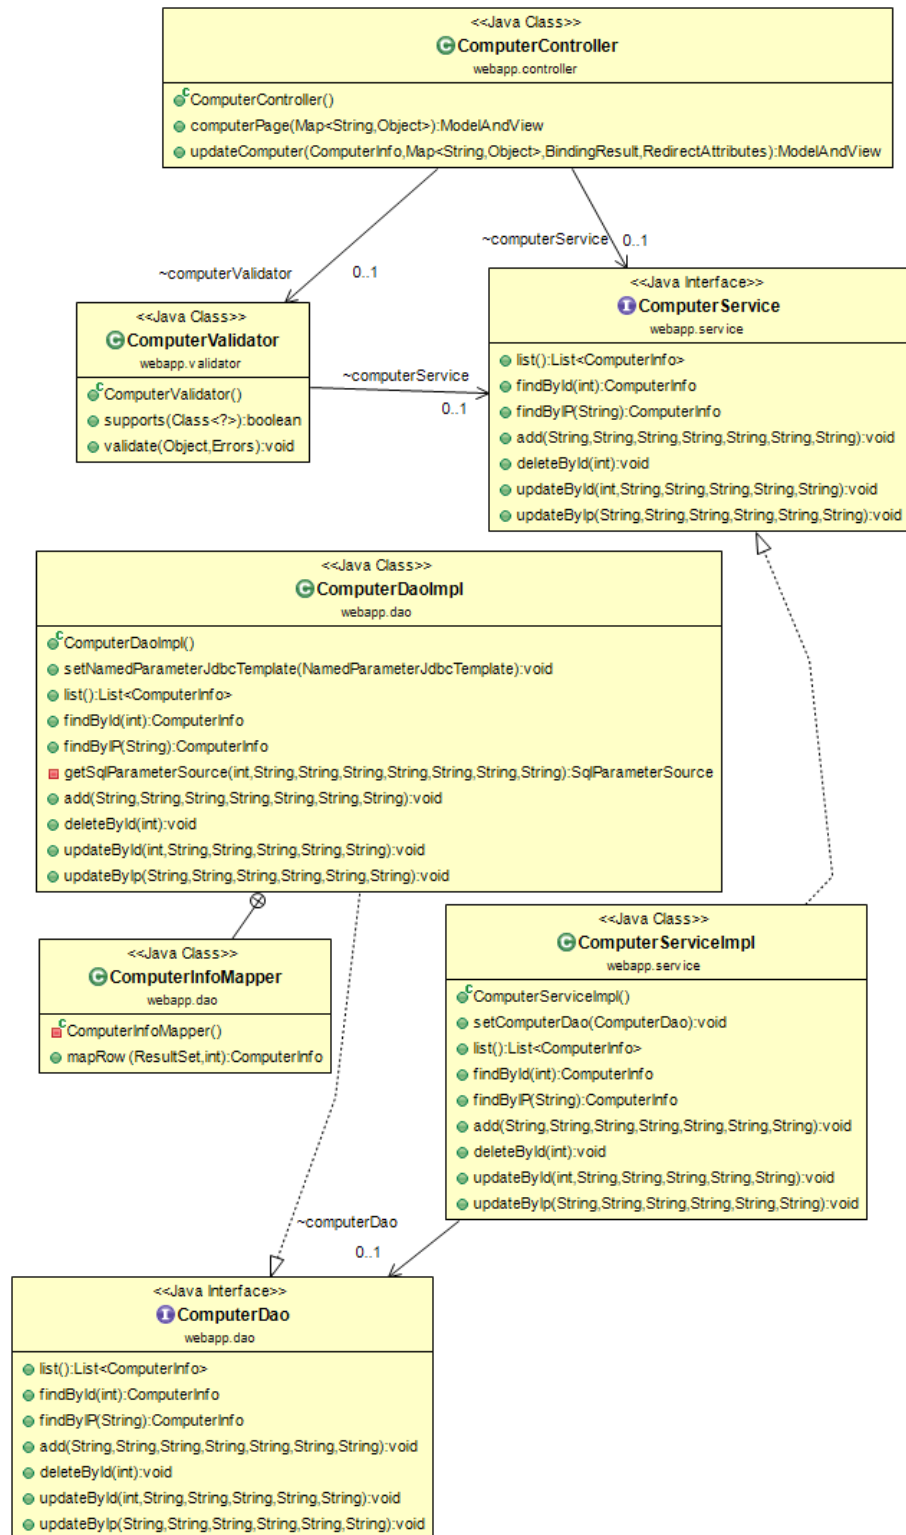 <<Java Class>>
ComputerController
webapp.controller
ComputerController()
computerPage(Map<String,Object>):ModelAndView
updateComputer(ComputerInfo,Map<String,Object>,BindingResult,RedirectAttributes):ModelAndView
~computerService 0..1
~computerValidator 0..1
<<Java Interface>>
ComputerService
webapp.service
list():List<ComputerInfo>
findById(int):ComputerInfo
findByIP(String):ComputerInfo
add(String,String,String,String,String,String,String):void
deleteById(int):void
updateById(int,String,String,String,String,String):void
updateByIp(String,String,String,String,String,String):void
<<Java Class>>
ComputerValidator
webapp.validator
ComputerValidator()
supports(Class<?>):boolean
validate(Object,Errors):void
~computerService
0..1
<<Java Class>>
ComputerDaoImpl
webapp.dao
ComputerDaoImpl()
setNamedParameterJdbcTemplate(NamedParameterJdbcTemplate):void
list():List<ComputerInfo>
findById(int):ComputerInfo
findByIP(String):ComputerInfo
getSqlParameterSource(int,String,String,String,String,String,String,String):SqlParameterSource
add(String,String,String,String,String,String,String):void
deleteById(int):void
updateById(int,String,String,String,String,String):void
updateByIp(String,String,String,String,String,String):void
<<Java Class>>
ComputerInfoMapper
webapp.dao
ComputerInfoMapper()
mapRow(ResultSet,int):ComputerInfo
<<Java Class>>
ComputerServiceImpl
webapp.service
ComputerServiceImpl()
setComputerDao(ComputerDao):void
list():List<ComputerInfo>
findById(int):ComputerInfo
findByIP(String):ComputerInfo
add(String,String,String,String,String,String,String):void
deleteById(int):void
updateById(int,String,String,String,String,String):void
updateByIp(String,String,String,String,String,String):void
~computerDao
0..1
<<Java Interface>>
ComputerDao
webapp.dao
list():List<ComputerInfo>
findById(int):ComputerInfo
findByIP(String):ComputerInfo
add(String,String,String,String,String,String,String):void
deleteById(int):void
updateById(int,String,String,String,String,String):void
updateByIp(String,String,String,String,String,String):void